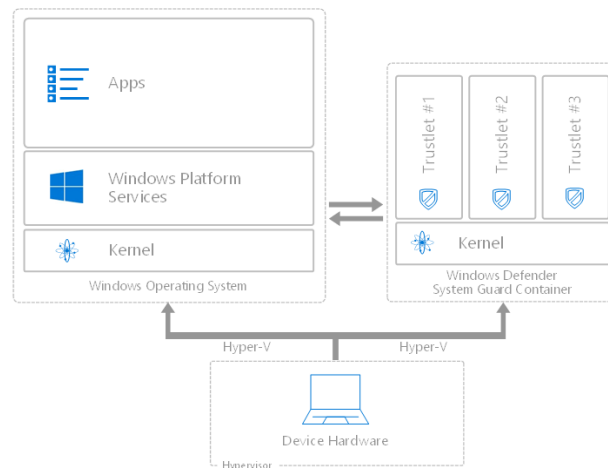 Apps
Windows Platform
Services
Kernel
Windows Operating System
Trustlet #1
Trustlet #2
Trustlet #3
Kernel
Windows Defender
System Guard Container
Hyper-V
Hyper-V
Device Hardware
Hypervisor